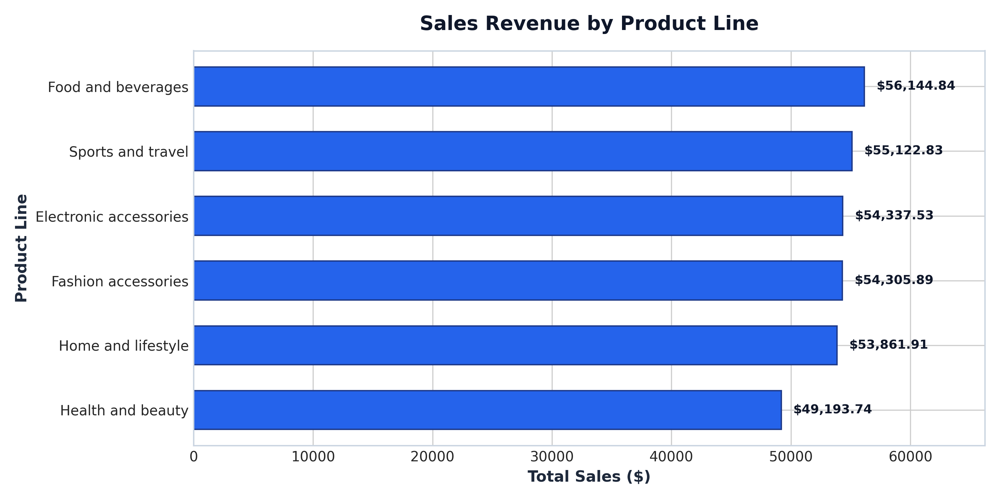 Sales Revenue by Product Line
Product Line
Food and beverages $56,144.84
Sports and travel $55,122.83
Electronic accessories $54,337.53
Fashion accessories $54,305.89
Home and lifestyle $53,861.91
Health and beauty $49,193.74
0 10000 20000 30000 40000 50000 60000
Total Sales ($)